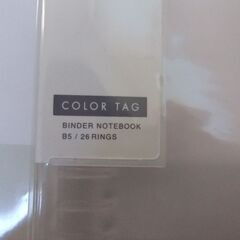 COLOR TAG
BINDER NOTEBOOK
B5 / 26 RINGS